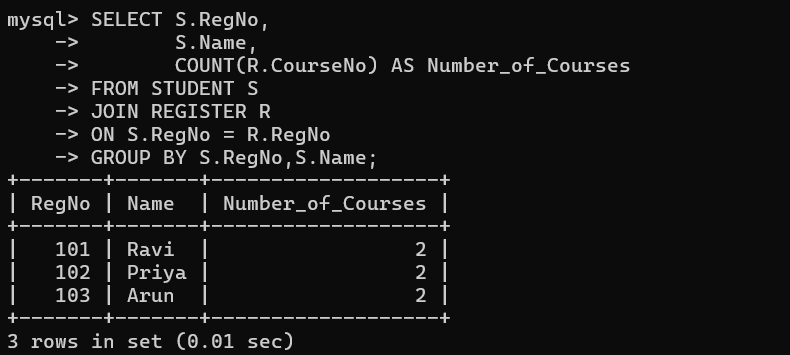 mysql> SELECT S.RegNo,
    ->        S.Name,
    ->        COUNT(R.CourseNo) AS Number_of_Courses
    -> FROM STUDENT S
    -> JOIN REGISTER R
    -> ON S.RegNo = R.RegNo
    -> GROUP BY S.RegNo,S.Name;
+-------+-------+-------------------+
| RegNo | Name  | Number_of_Courses |
+-------+-------+-------------------+
|   101 | Ravi  |                 2 |
|   102 | Priya |                 2 |
|   103 | Arun  |                 2 |
+-------+-------+-------------------+
3 rows in set (0.01 sec)